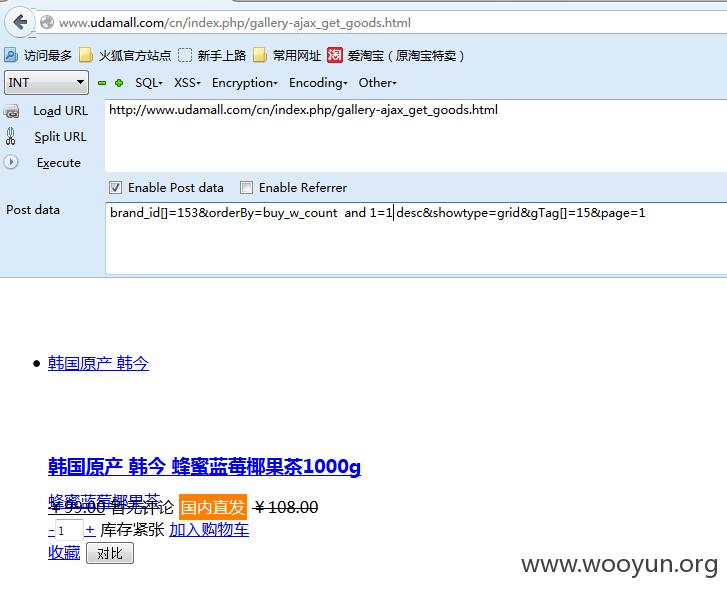 www.udamall.com/cn/index.php/gallery-ajax_get_goods.html
访问最多 火狐官方站点 新手上路 常用网址 淘 爱淘宝（原淘宝特卖）
INT SQL XSS Encryption Encoding Other
Load URL http://www.udamall.com/cn/index.php/gallery-ajax_get_goods.html
Split URL
Execute
Enable Post data Enable Referrer
Post data brand_id[]=153&orderBy=buy_w_count and 1=1 desc&showtype=grid&gTag[]=15&page=1
韩国原产 韩今
韩国原产 韩今 蜂蜜蓝莓椰果茶1000g
蜂蜜蓝莓椰果茶
￥99.00 暂无评论 国内直发 ￥108.00
- 1 + 库存紧张 加入购物车
收藏 对比
www.wooyun.org